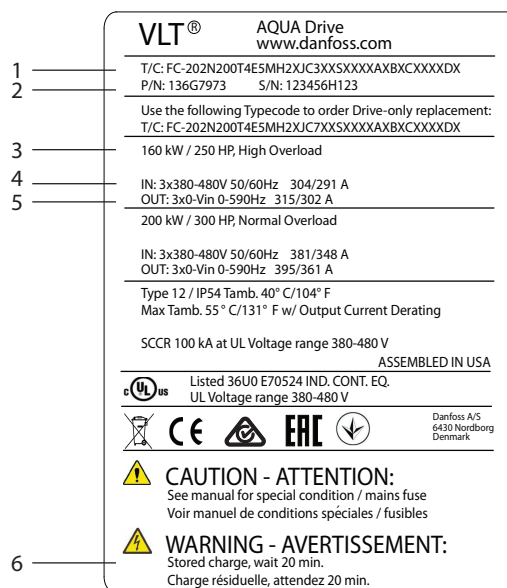 VLT® AQUA Drive
www.danfoss.com
1 T/C: FC-202N200T4E5MH2XJC3XXSXXXXAXBXCXXXXDX
2 P/N: 136G7973 S/N: 123456H123
Use the following Typecode to order Drive-only replacement:
T/C: FC-202N200T4E5MH2XJC7XXSXXXXAXBXCXXXXDX
3 160 kW / 250 HP, High Overload
4 IN: 3x380-480V 50/60Hz 304/291 A
5 OUT: 3x0-Vin 0-590Hz 315/302 A
200 kW / 300 HP, Normal Overload
IN: 3x380-480V 50/60Hz 381/348 A
OUT: 3x0-Vin 0-590Hz 395/361 A
Type 12 / IP54 Tamb. 40° C/104° F
Max Tamb. 55° C/131° F w/ Output Current Derating
SCCR 100 kA at UL Voltage range 380-480 V
ASSEMBLED IN USA
c UL us Listed 36U0 E70524 IND. CONT. EQ.
UL Voltage range 380-480 V
CE EAC
Danfoss A/S
6430 Nordborg
Denmark
CAUTION - ATTENTION:
See manual for special condition / mains fuse
Voir manuel de conditions spéciales / fusibles
WARNING - AVERTISSEMENT:
6 Stored charge, wait 20 min.
Charge résiduelle, attendez 20 min.